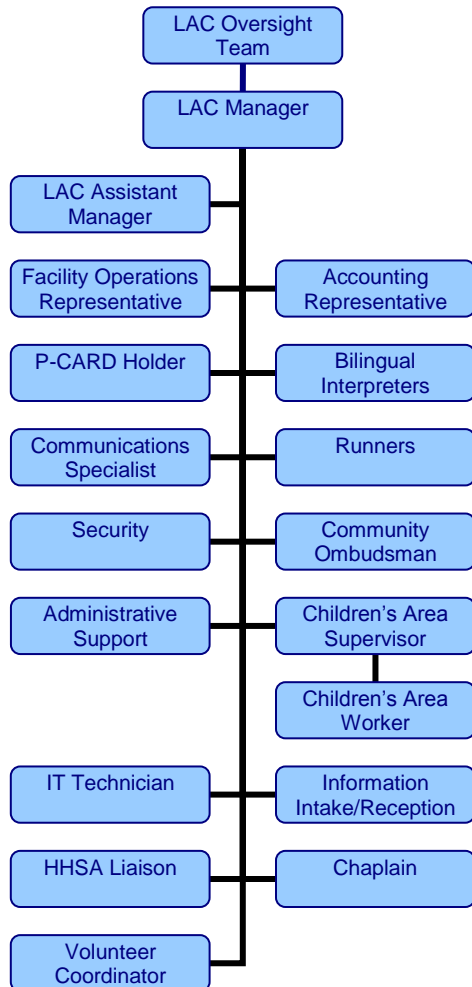 LAC Oversight
Team
LAC Manager
LAC Assistant
Manager
Facility Operations
Representative
Accounting
Representative
P-CARD Holder
Bilingual
Interpreters
Communications
Specialist
Runners
Security
Community
Ombudsman
Administrative
Support
Children’s Area
Supervisor
Children’s Area
Worker
IT Technician
Information
Intake/Reception
HHSA Liaison
Chaplain
Volunteer
Coordinator